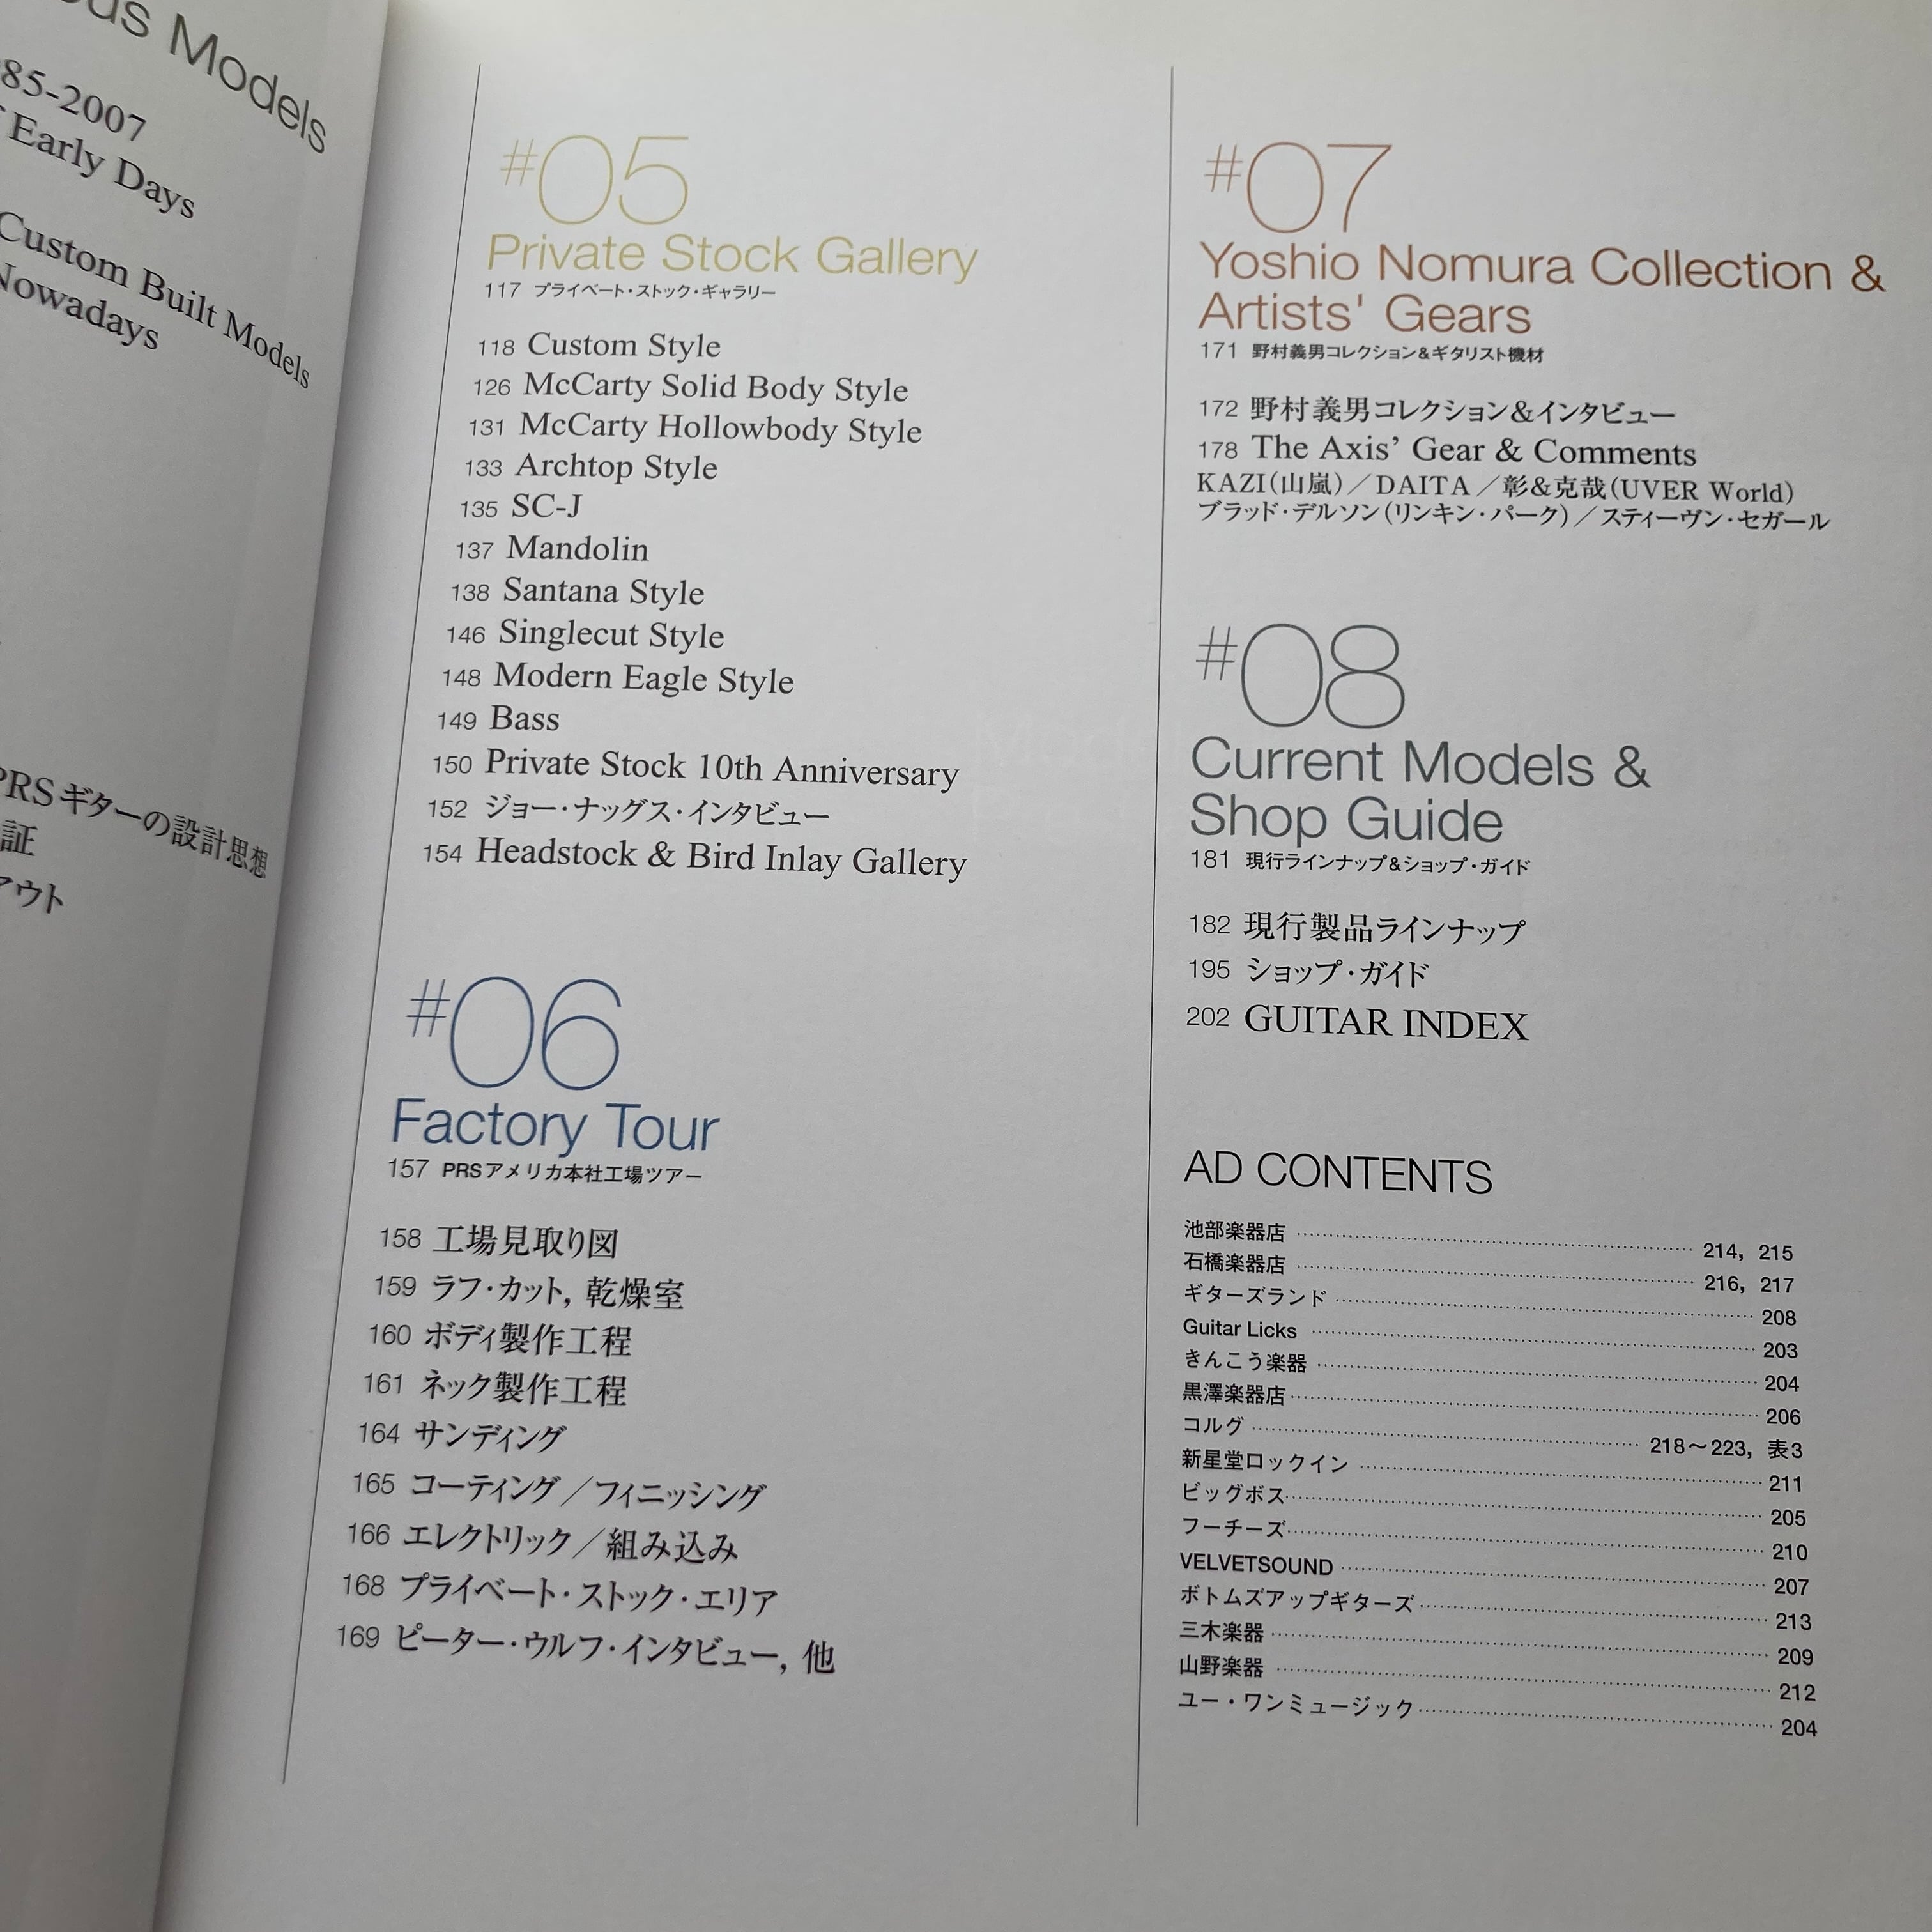 Models
85-2007
Early Days
Custom Built Models
Nowadays
PRSギターの設計思想
証
アウト
#05
Private Stock Gallery
117 プライベート・ストック・ギャラリー
118 Custom Style
126 McCarty Solid Body Style
131 McCarty Hollowbody Style
133 Archtop Style
135 SC-J
137 Mandolin
138 Santana Style
146 Singlecut Style
148 Modern Eagle Style
149 Bass
150 Private Stock 10th Anniversary
152 ジョー・ナッグス・インタビュー
154 Headstock & Bird Inlay Gallery
#06
Factory Tour
157 PRSアメリカ本社工場ツアー
158 工場見取り図
159 ラフ・カット, 乾燥室
160 ボディ製作工程
161 ネック製作工程
164 サンディング
165 コーティング／フィニッシング
166 エレクトリック／組み込み
168 プライベート・ストック・エリア
169 ピーター・ウルフ・インタビュー, 他
#07
Yoshio Nomura Collection &
Artists' Gears
171 野村義男コレクション&ギタリスト機材
172 野村義男コレクション&インタビュー
178 The Axis' Gear & Comments
KAZI(山嵐)／DAITA／彰&克哉(UVER World)
ブラッド・デルソン(リンキン・パーク)／スティーヴン・セガール
#08
Current Models &
Shop Guide
181 現行ラインナップ&ショップ・ガイド
182 現行製品ラインナップ
195 ショップ・ガイド
202 GUITAR INDEX
AD CONTENTS
池部楽器店 214, 215
石橋楽器店 216, 217
ギターズランド 208
Guitar Licks 203
きんこう楽器 204
黒澤楽器店 206
コルグ 218〜223, 表3
新星堂ロックイン 211
ビッグボス 205
フーチーズ 210
VELVETSOUND 207
ボトムズアップギターズ 213
三木楽器 209
山野楽器 212
ユー・ワンミュージック 204